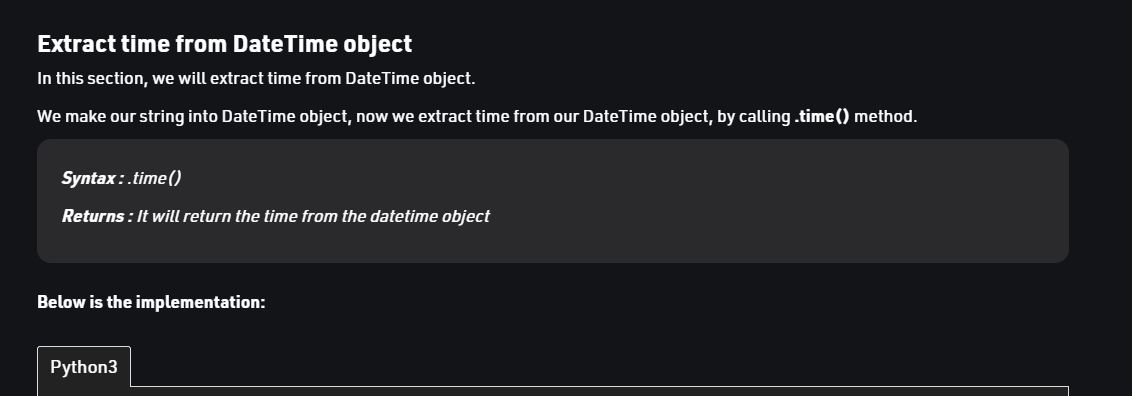 Extract time from DateTime object
In this section, we will extract time from DateTime object.
We make our string into DateTime object, now we extract time from our DateTime object, by calling .time() method.
Syntax : .time()
Returns : It will return the time from the datetime object
Below is the implementation:
Python3